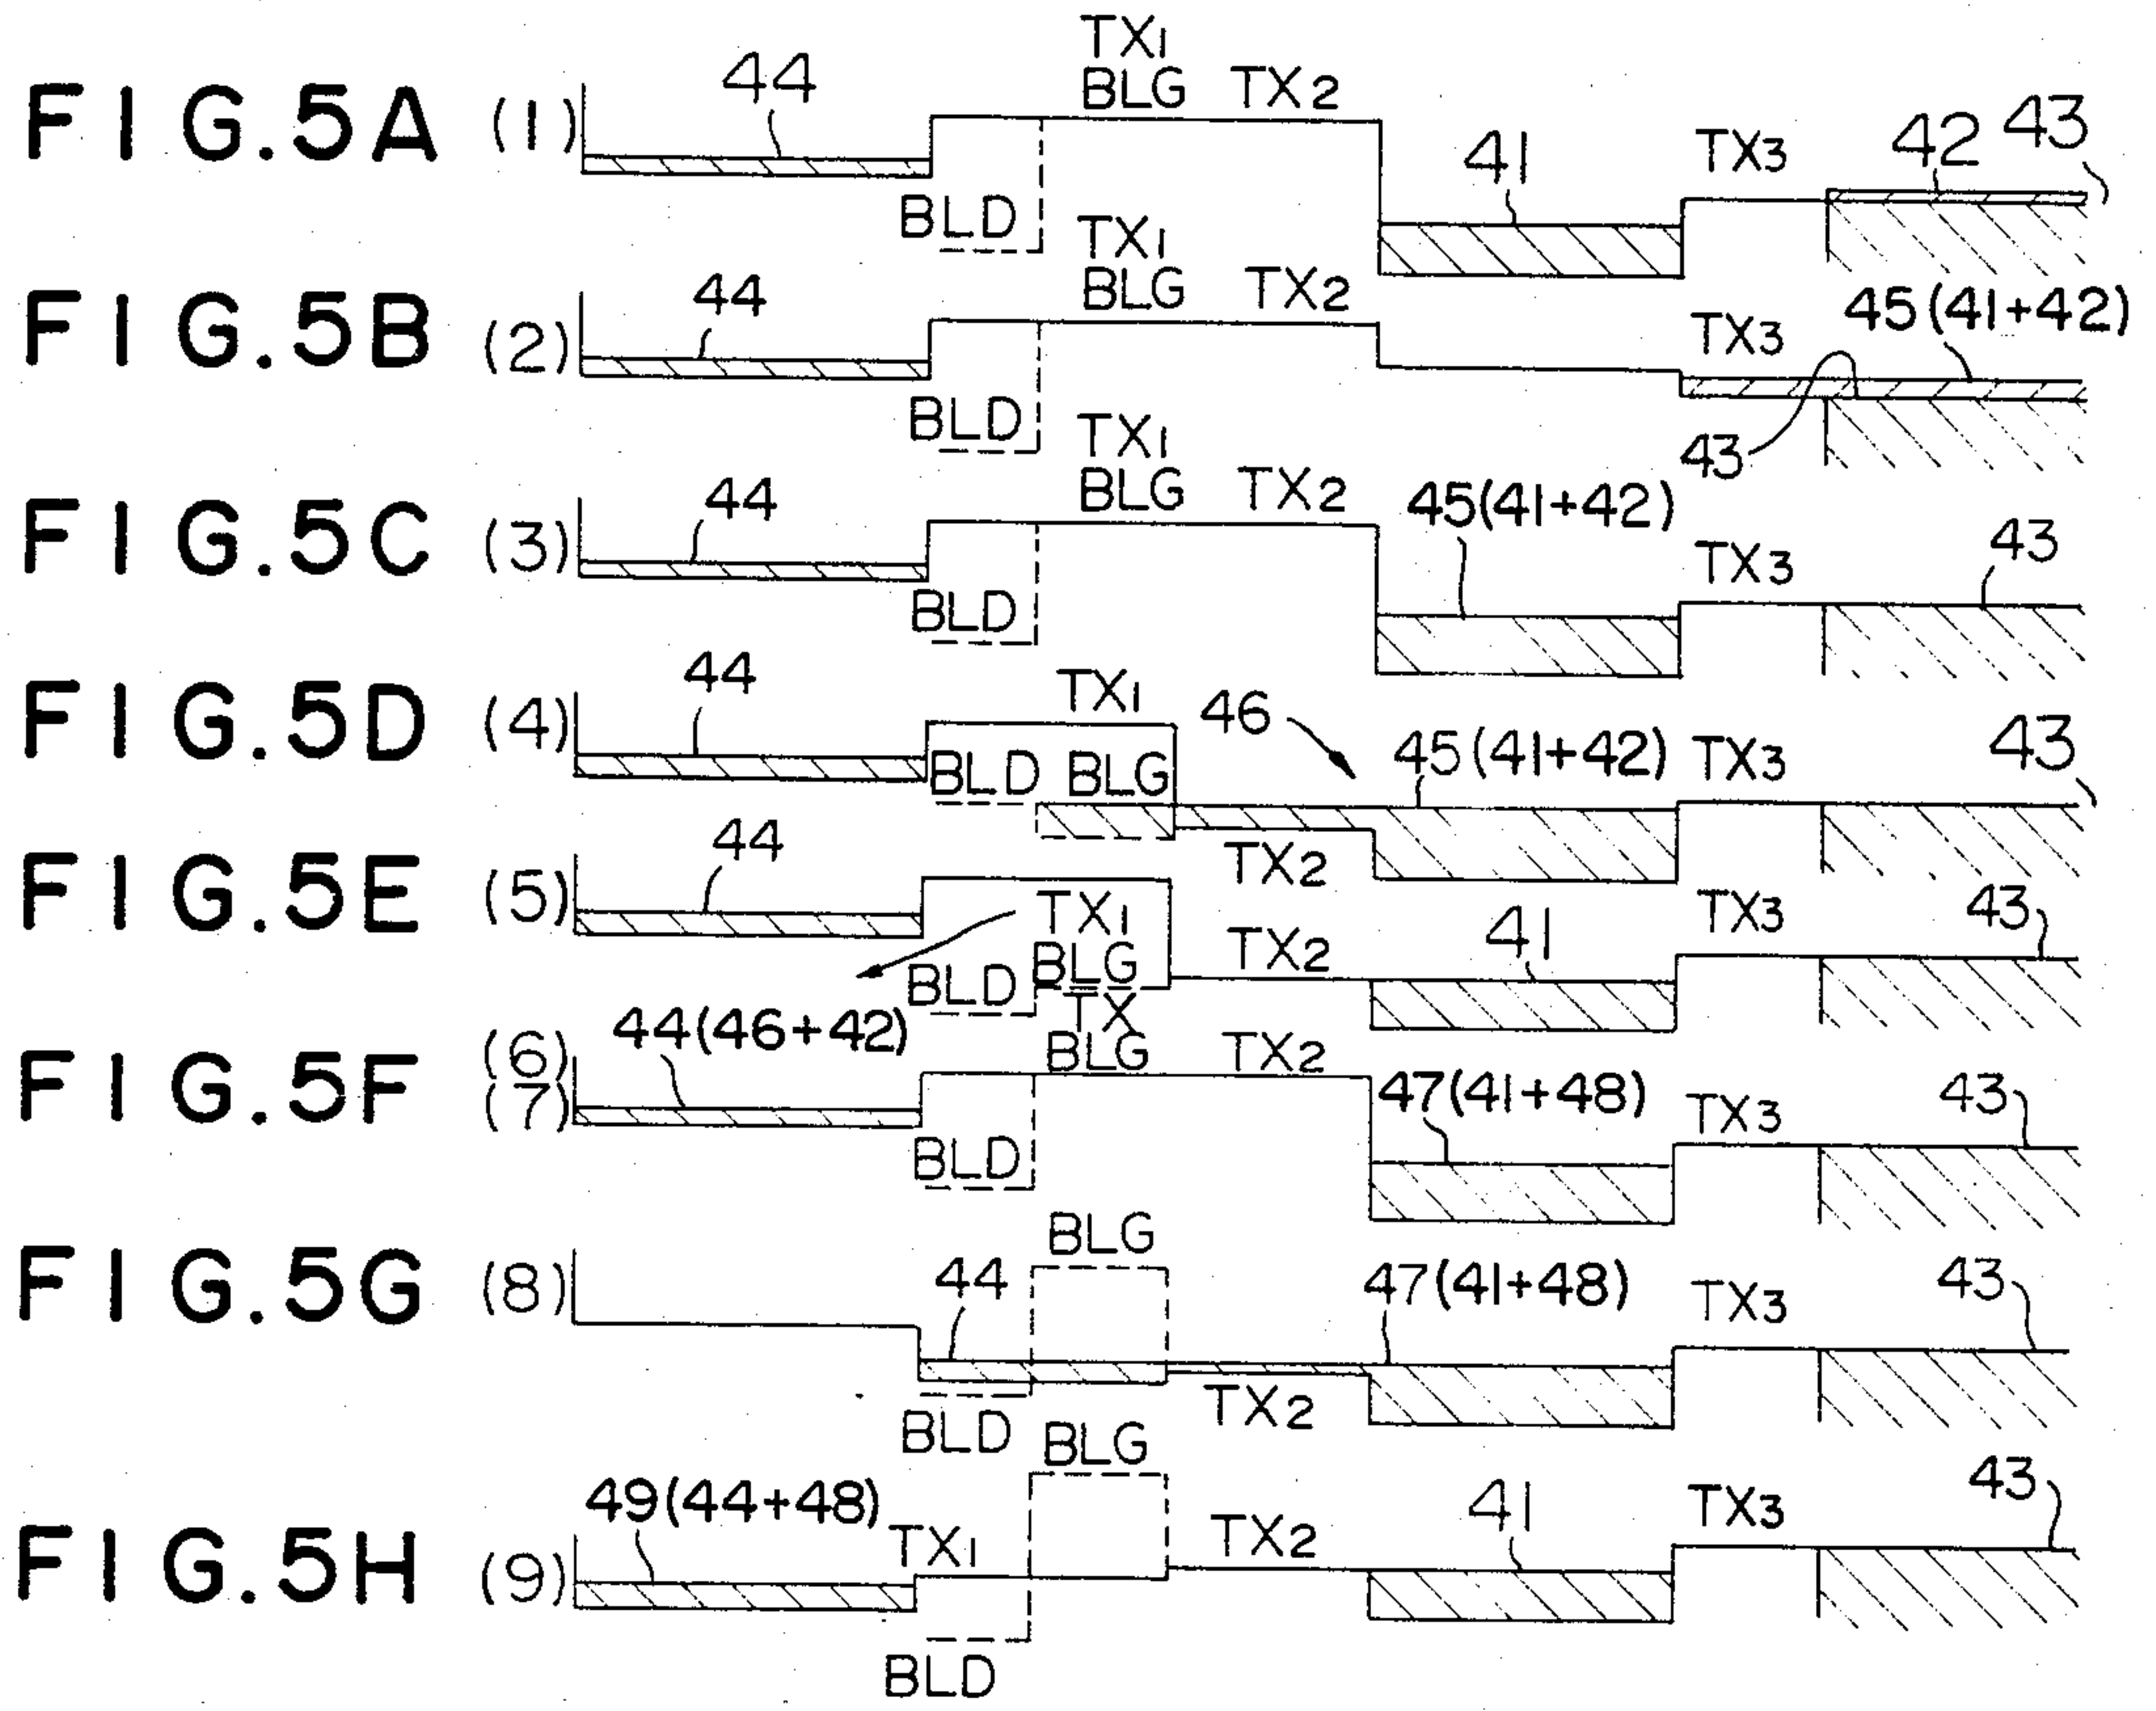 FIG.5A (1) 44 TX1 BLG TX2 BLD 41 TX3 42 43
FIG.5B (2) 44 TX1 BLG TX2 BLD TX3 45(41+42) 43
FIG.5C (3) 44 TX1 BLG TX2 BLD 45(41+42) TX3 43
FIG.5D (4) 44 TX1 BLD BLG 46 TX2 45(41+42) TX3 43
FIG.5E (5) 44 TX1 BLG BLD TX2 41 TX3 43
FIG.5F (6) (7) 44(46+42) TX BLG TX2 BLD 47(41+48) TX3 43
FIG.5G (8) 44 BLG BLD TX2 47(41+48) TX3 43
FIG.5H (9) 49(44+48) TX1 BLG BLD TX2 41 TX3 43